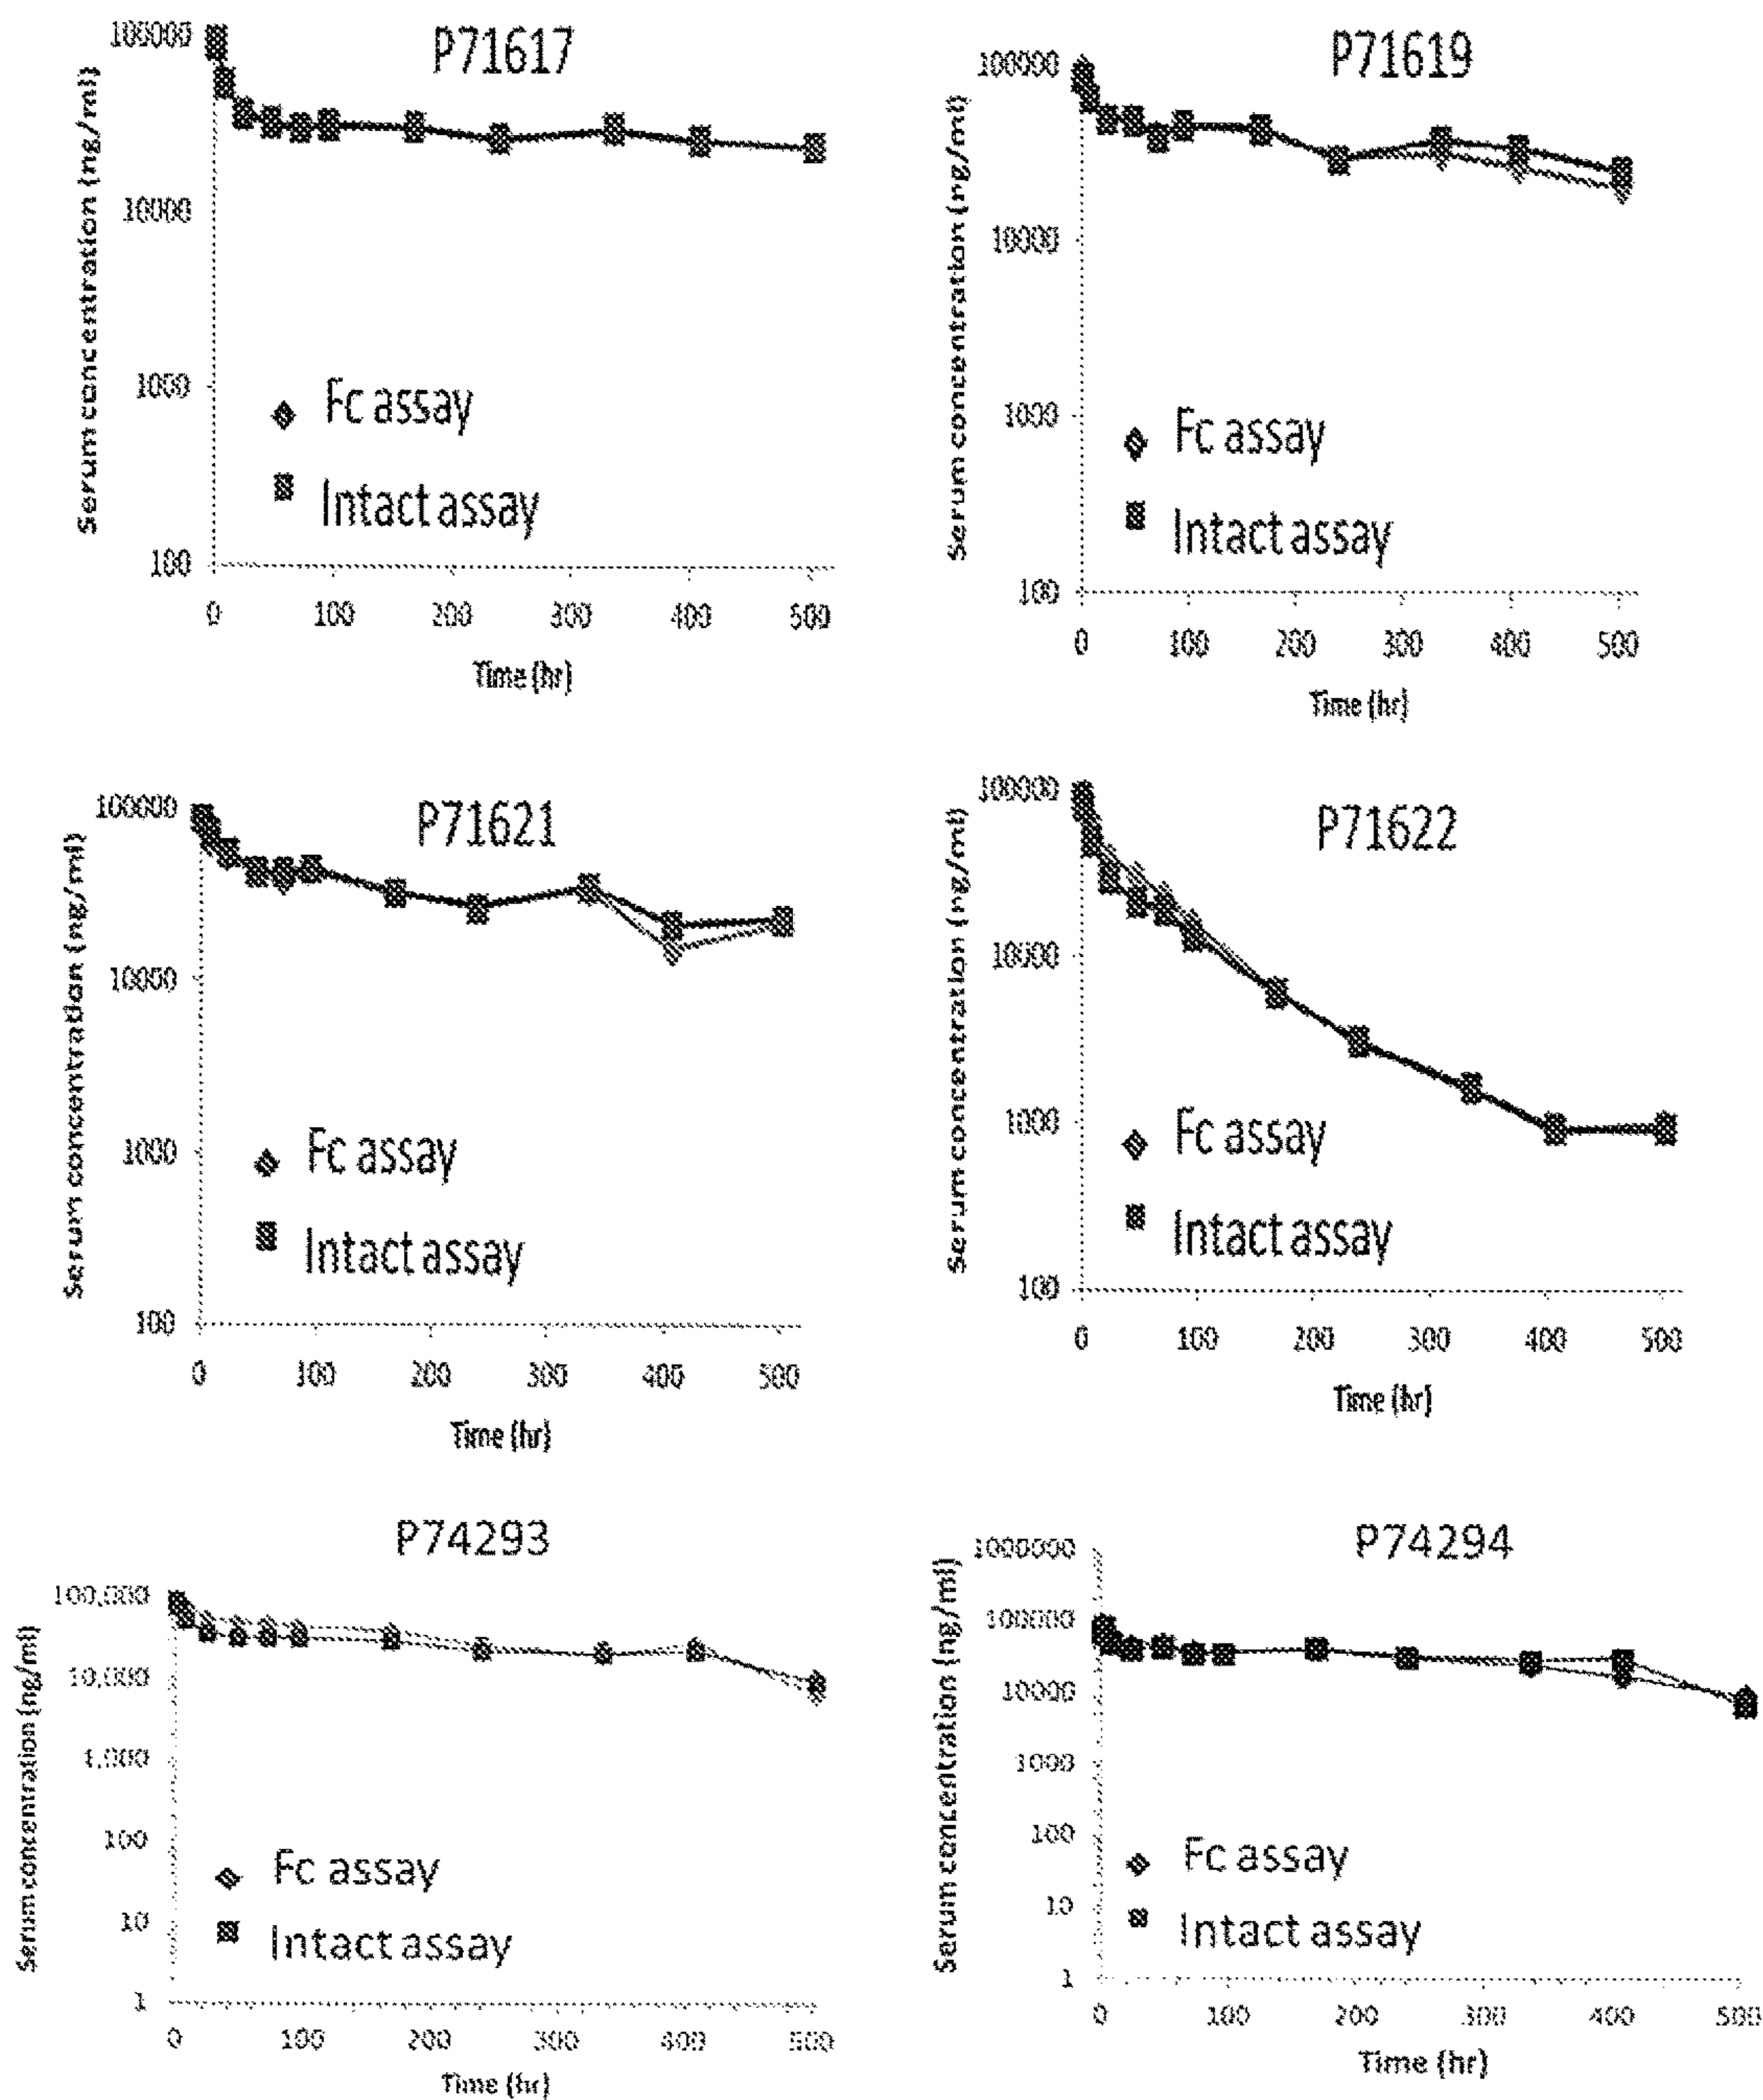 P71617
Serum concentration (ng/ml)
100000
10000
1000
100
Fc assay
Intact assay
0 100 200 300 400 500
Time (hr)
P71619
Serum concentration (ng/ml)
100000
10000
1000
100
Fc assay
Intact assay
0 100 200 300 400 500
Time (hr)
P71621
Serum concentration (ng/ml)
100000
10000
1000
100
Fc assay
Intact assay
0 100 200 300 400 500
Time (hr)
P71622
Serum concentration (ng/ml)
100000
10000
1000
100
Fc assay
Intact assay
0 100 200 300 400 500
Time (hr)
P74293
Serum concentration (ng/ml)
100,000
10,000
1,000
100
10
1
Fc assay
Intact assay
0 100 200 300 400 500
Time (hr)
P74294
Serum concentration (ng/ml)
1000000
100000
10000
1000
100
10
1
Fc assay
Intact assay
0 100 200 300 400 500
Time (hr)